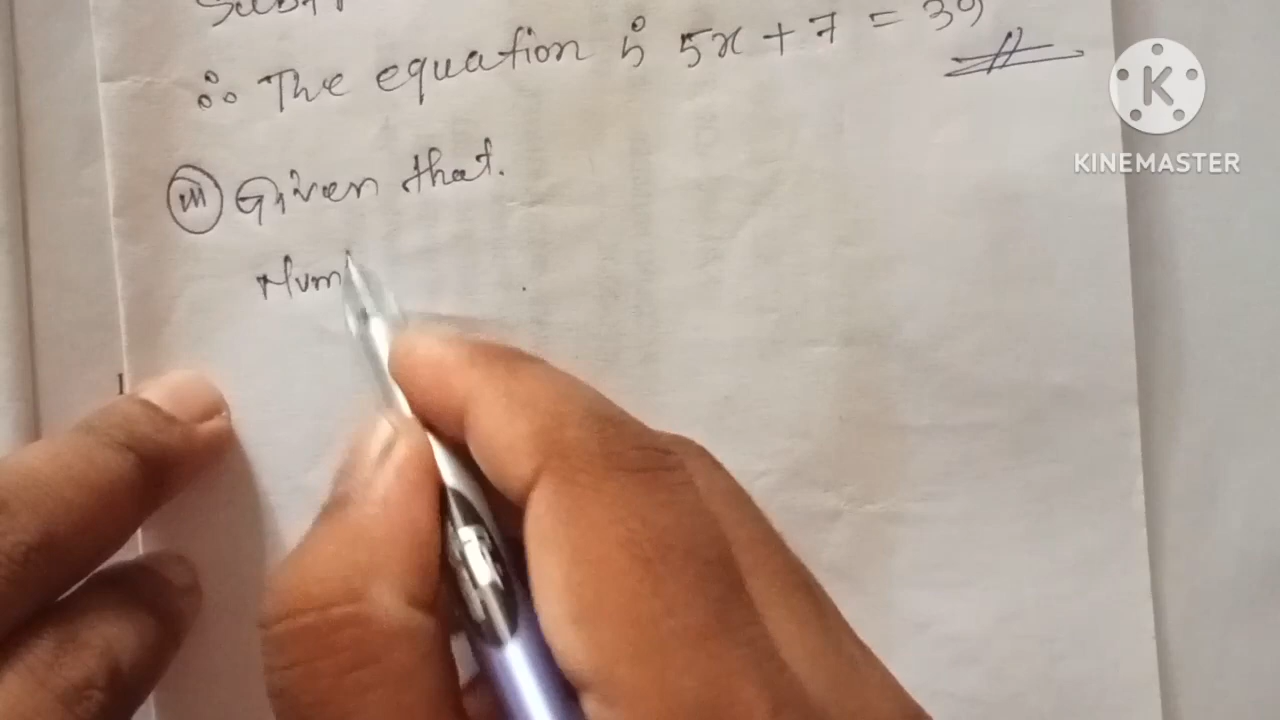 ∴ The equation is 5x + 7 = 39
(iii) Given that.
Num
K
KINEMASTER